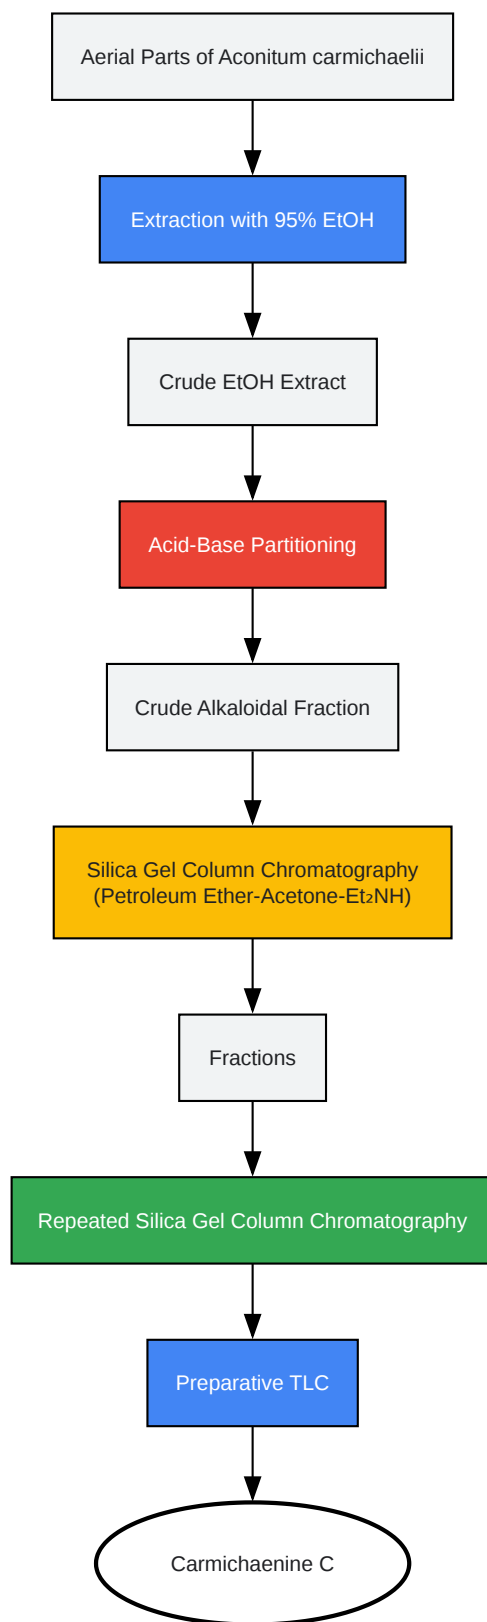 Aerial Parts of Aconitum carmichaelii
Extraction with 95% EtOH
Crude EtOH Extract
Acid-Base Partitioning
Crude Alkaloidal Fraction
Silica Gel Column Chromatography
(Petroleum Ether-Acetone-Et₂NH)
Fractions
Repeated Silica Gel Column Chromatography
Preparative TLC
Carmichaenine C